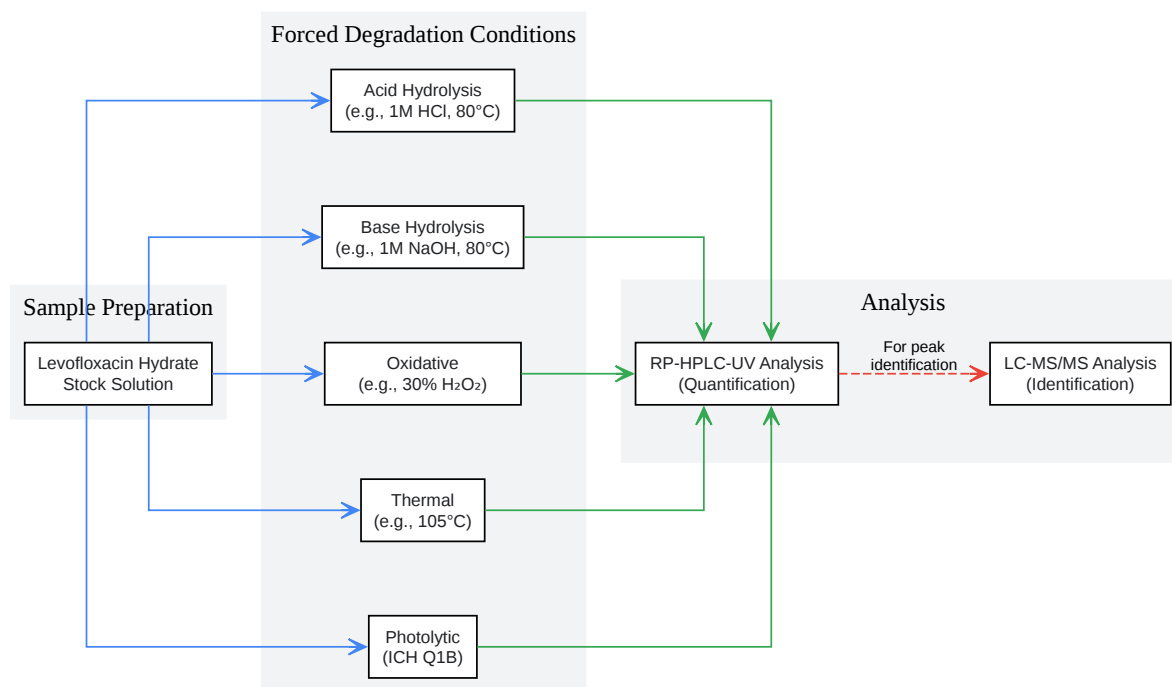 Forced Degradation Conditions
Acid Hydrolysis
(e.g., 1M HCl, 80°C)
Base Hydrolysis
(e.g., 1M NaOH, 80°C)
Sample Preparation
Levofloxacin Hydrate
Stock Solution
Oxidative
(e.g., 30% H₂O₂)
Thermal
(e.g., 105°C)
Photolytic
(ICH Q1B)
Analysis
RP-HPLC-UV Analysis
(Quantification)
For peak
identification
LC-MS/MS Analysis
(Identification)